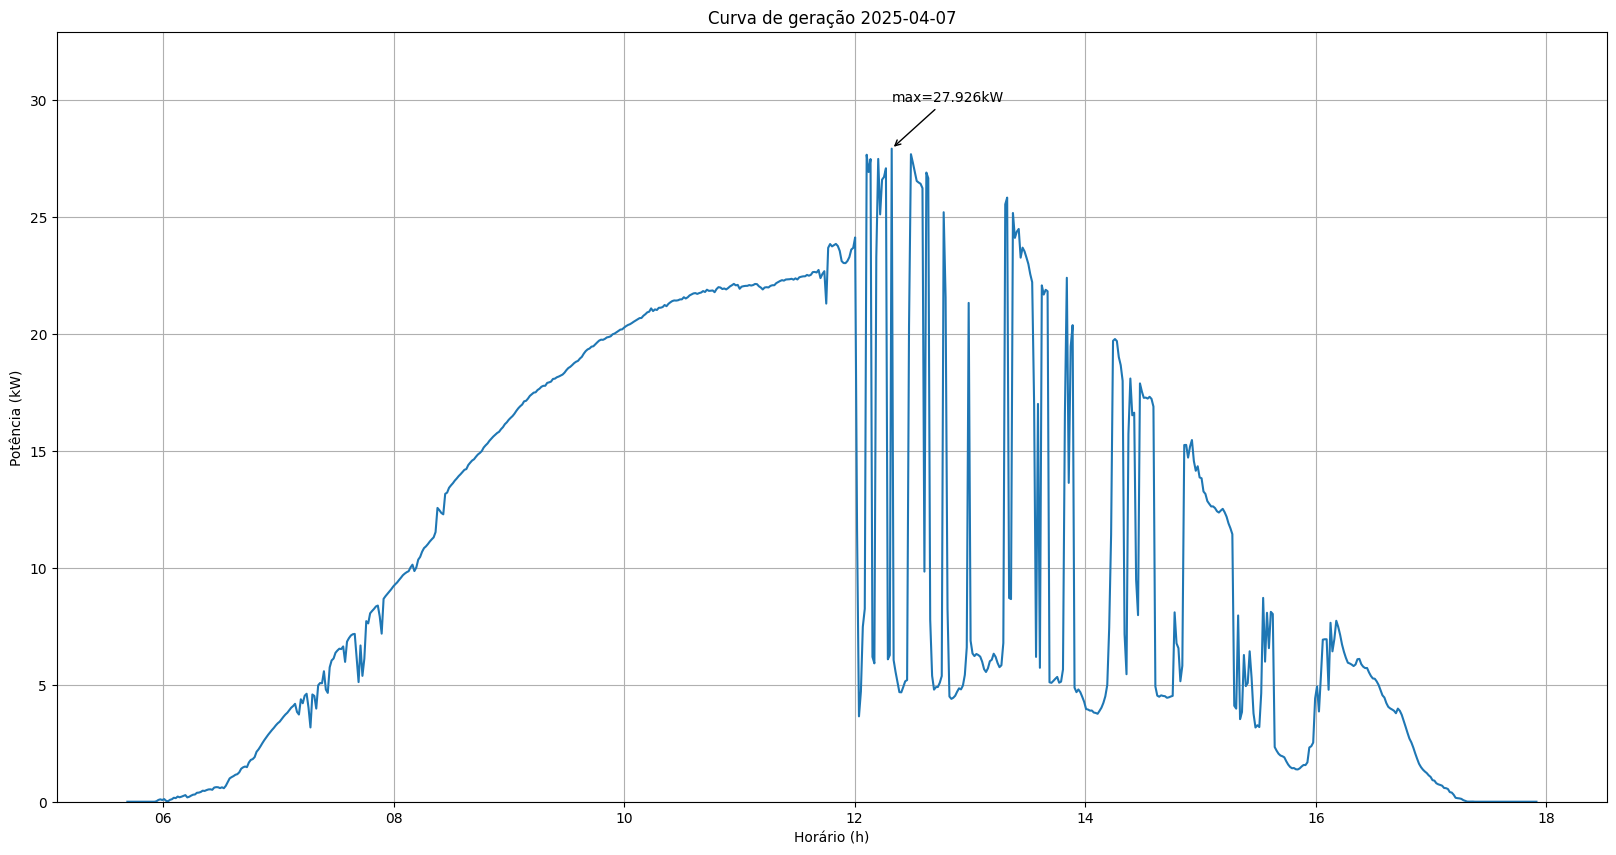 Curva de geração 2025-04-07
max=27.926kW
30
25
20
15
10
5
0
Potência (kW)
06 08 10 12 14 16 18
Horário (h)